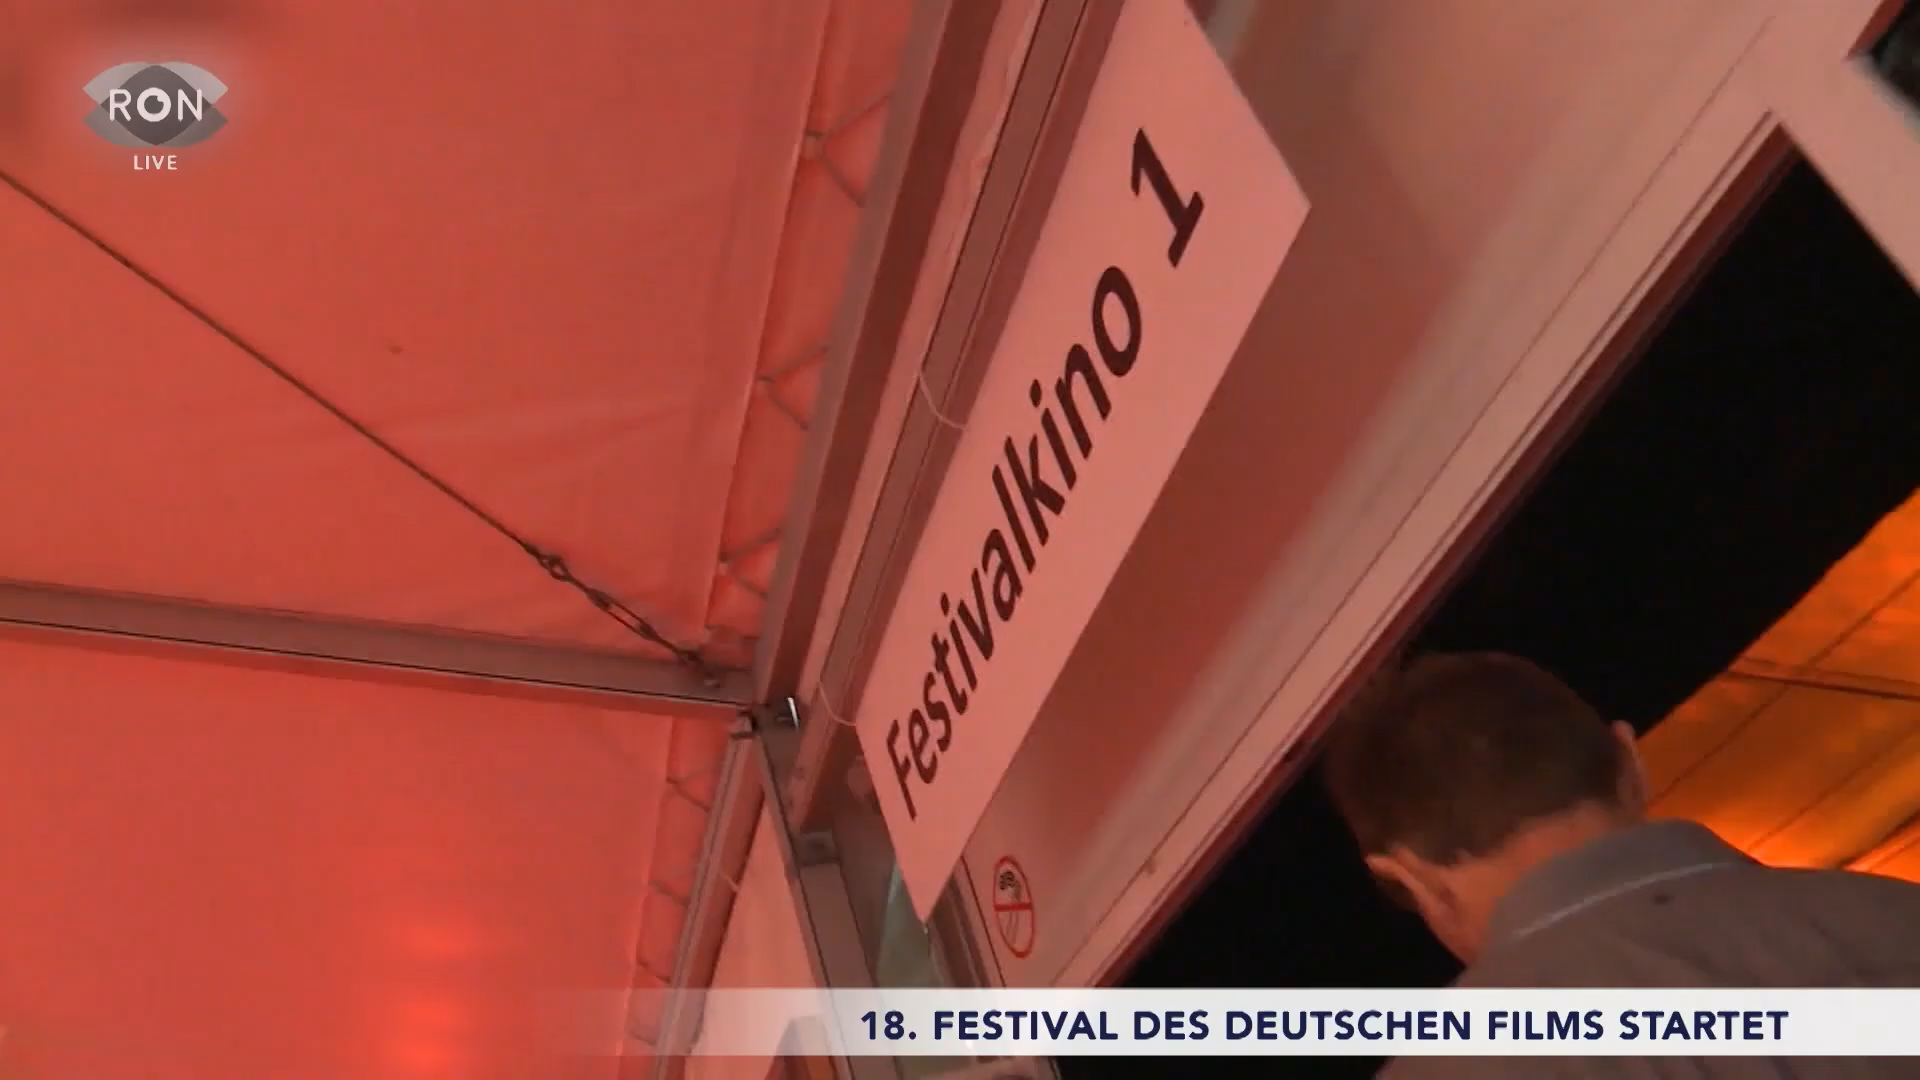 RON
LIVE
Festivalkino 1
18. FESTIVAL DES DEUTSCHEN FILMS STARTET